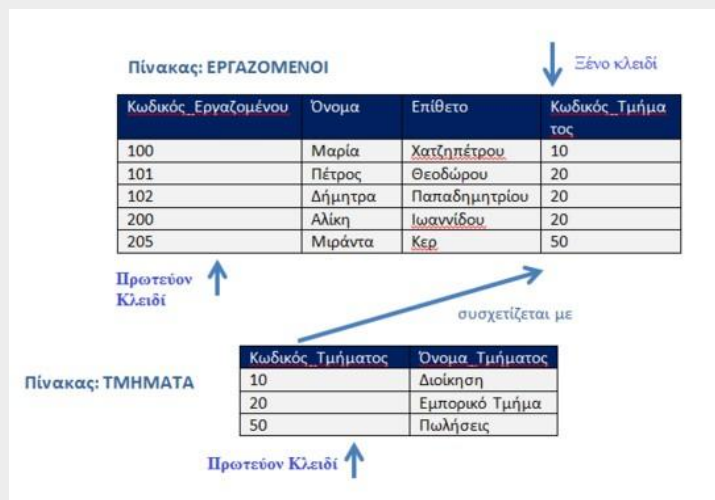 Πίνακας: ΕΡΓΑΖΟΜΕΝΟΙ
Ξένο κλειδί
Κωδικός_Εργαζομένου Όνομα Επίθετο Κωδικός_Τμήμα
τος
100 Μαρία Χατζηπέτρου 10
101 Πέτρος Θεοδώρου 20
102 Δήμητρα Παπαδημητρίου 20
200 Αλίκη Ιωαννίδου 20
205 Μιράντα Κερ 50
Πρωτεύον
Κλειδί
συσχετίζεται με
Πίνακας: ΤΜΗΜΑΤΑ
Κωδικός_Τμήματος Όνομα_Τμήματος
10 Διοίκηση
20 Εμπορικό Τμήμα
50 Πωλήσεις
Πρωτεύον Κλειδί